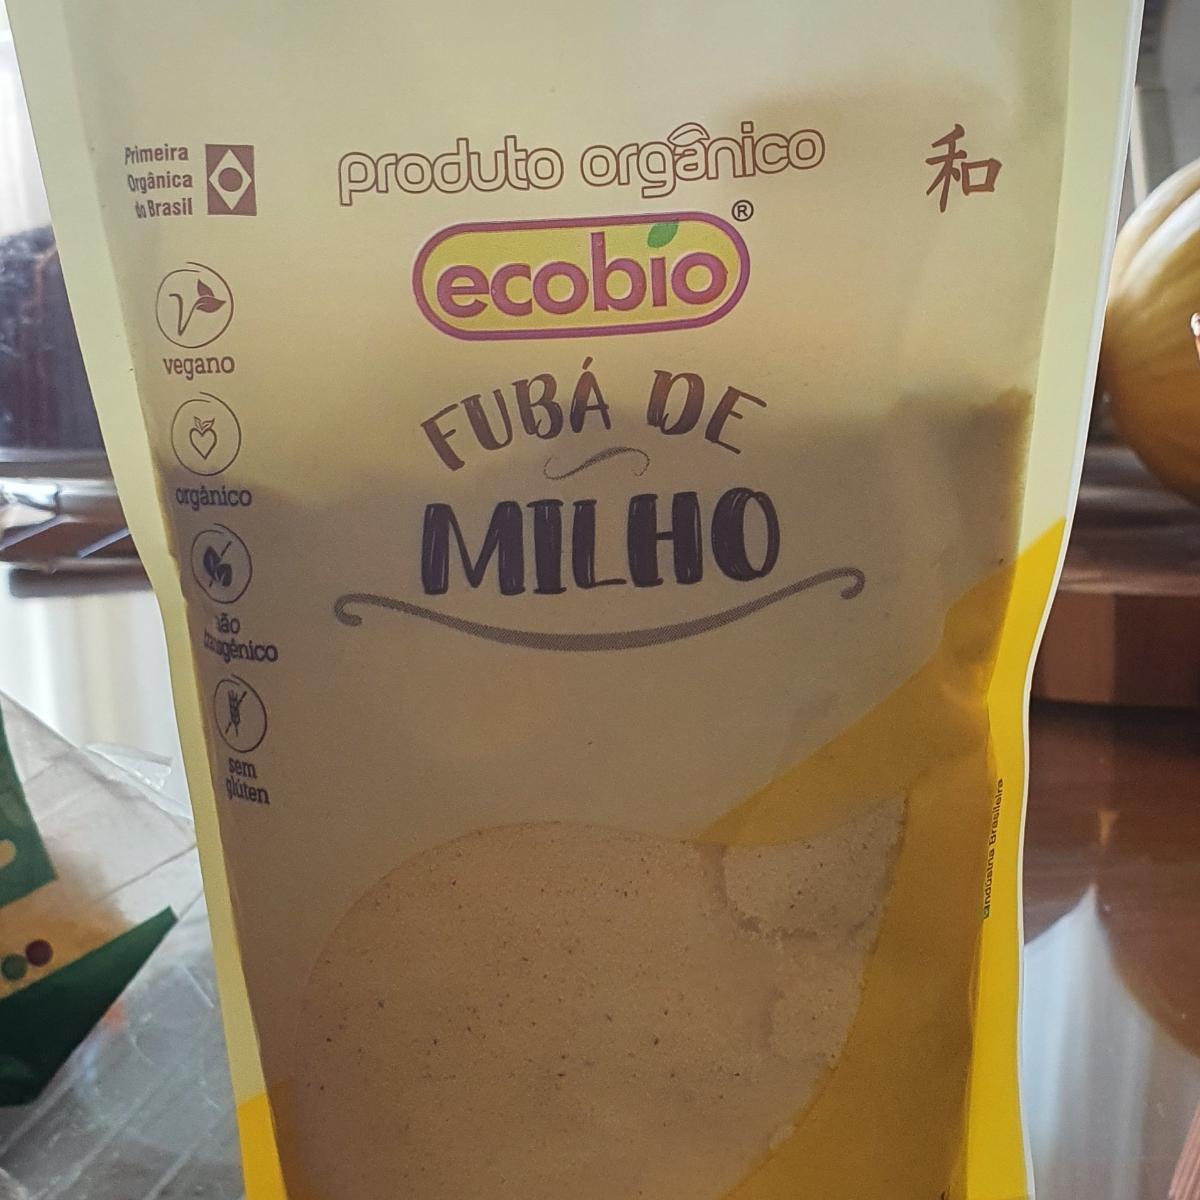 Primeira
Orgânica
do Brasil
produto orgânico
和
ecobio®
vegano
orgânico
não
transgênico
sem
glúten
FUBÁ DE
MILHO
Indústria Brasileira